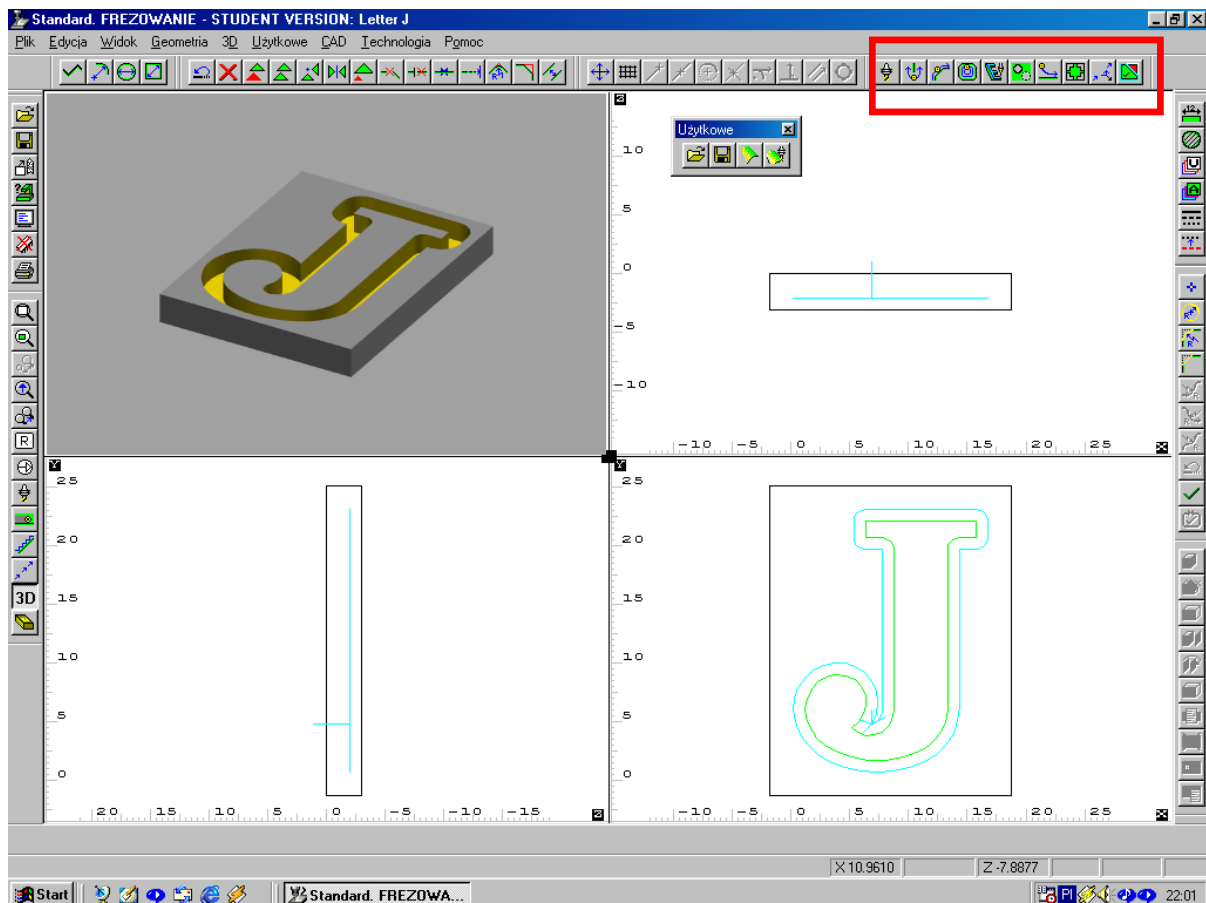 Standard. FREZOWANIE - STUDENT VERSION: Letter J
Plik Edycja Widok Geometria 3D Użytkowe CAD Technologia Pomoc
Użytkowe
10
5
0
-5
-10
-10 -5 0 5 10 15 20 25
25
20
15
10
5
0
20 15 10 5 0 -5 -10 -15
25
20
15
10
5
0
-10 -5 0 5 10 15 20 25
R
3D
12
X 10.9610 Z -7.8877
Start Standard. FREZOWA... Pl 22:01